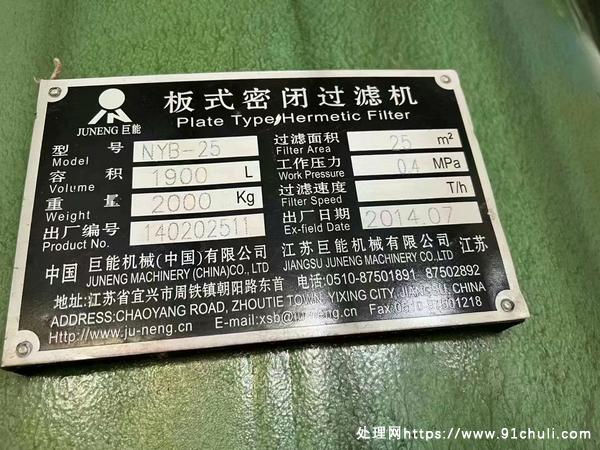 JUNENG 巨能
板式密闭过滤机
Plate Type Hermetic Filter
型号 Model NYB-25
过滤面积 Filter Area 25 m²
容积 Volume 1900 L
工作压力 Work Pressure 0.4 MPa
重量 Weight 2000 Kg
过滤速度 Filter Speed T/h
出厂编号 Product No. 140202511
出厂日期 Ex-field Date 2014.07
中国 巨能机械(中国)有限公司 江苏巨能机械有限公司 江苏
JUNENG MACHINERY (CHINA)CO., LTD JIANGSU JUNENG MACHINERY CO., LTD
地址:江苏省宜兴市周铁镇朝阳路东首 电话:0510-87501891 87502892
ADDRESS:CHAOYANG ROAD, ZHOUTIE TOWN, YIXING CITY, JIANGSU, CHINA
Http://www.ju-neng.cn E-mail:xsb@ju-neng.cn Fax:0510-87501218
处理网https://www.91chuli.com/